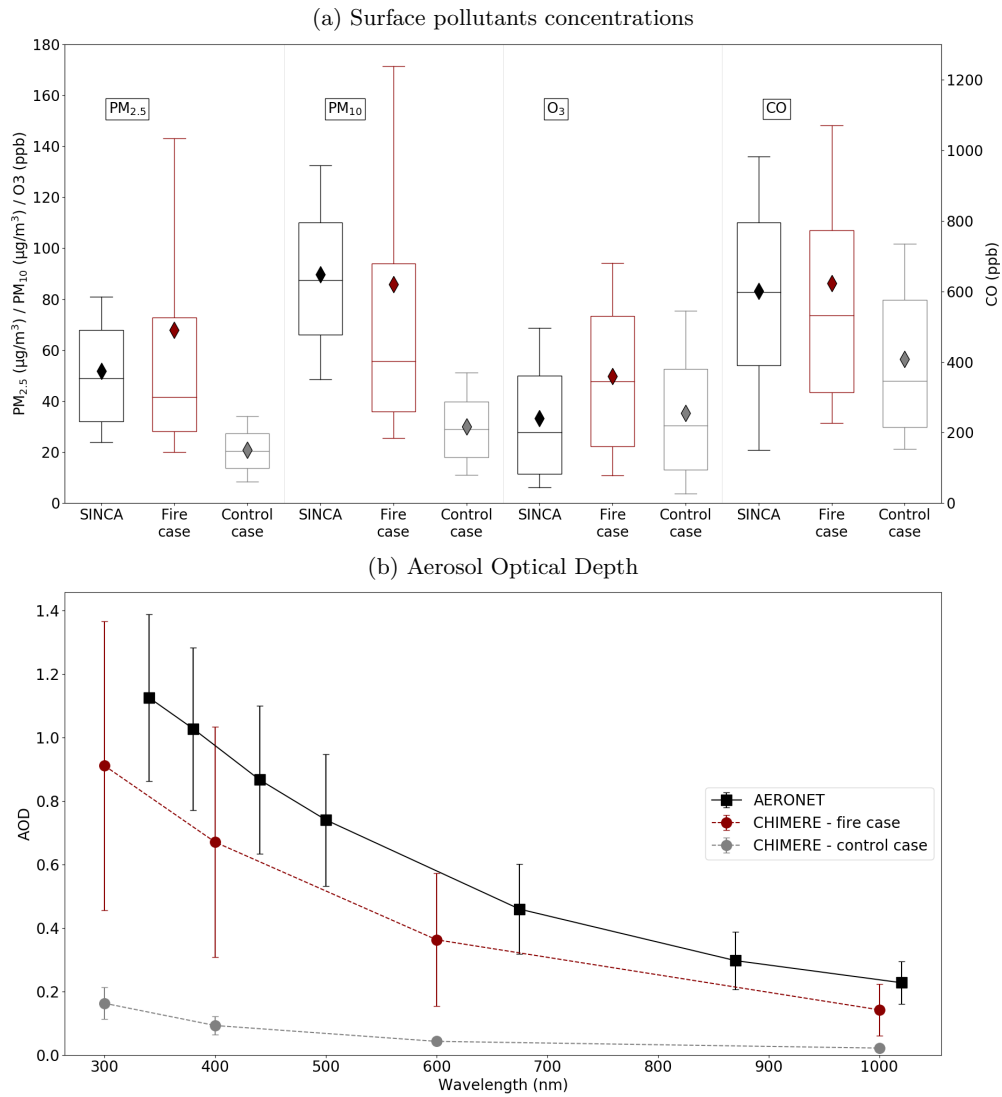 (a) Surface pollutants concentrations
180
160
140
120
100
80
60
40
20
0
PM2.5 (μg/m³) / PM10 (μg/m³) / O3 (ppb)
PM2.5
PM10
O3
CO
1200
1000
800
600
400
200
0
CO (ppb)
SINCA
Fire
case
Control
case
SINCA
Fire
case
Control
case
SINCA
Fire
case
Control
case
SINCA
Fire
case
Control
case
(b) Aerosol Optical Depth
1.4
1.2
1.0
0.8
0.6
0.4
0.2
0.0
AOD
AERONET
CHIMERE - fire case
CHIMERE - control case
300
400
500
600
700
800
900
1000
Wavelength (nm)